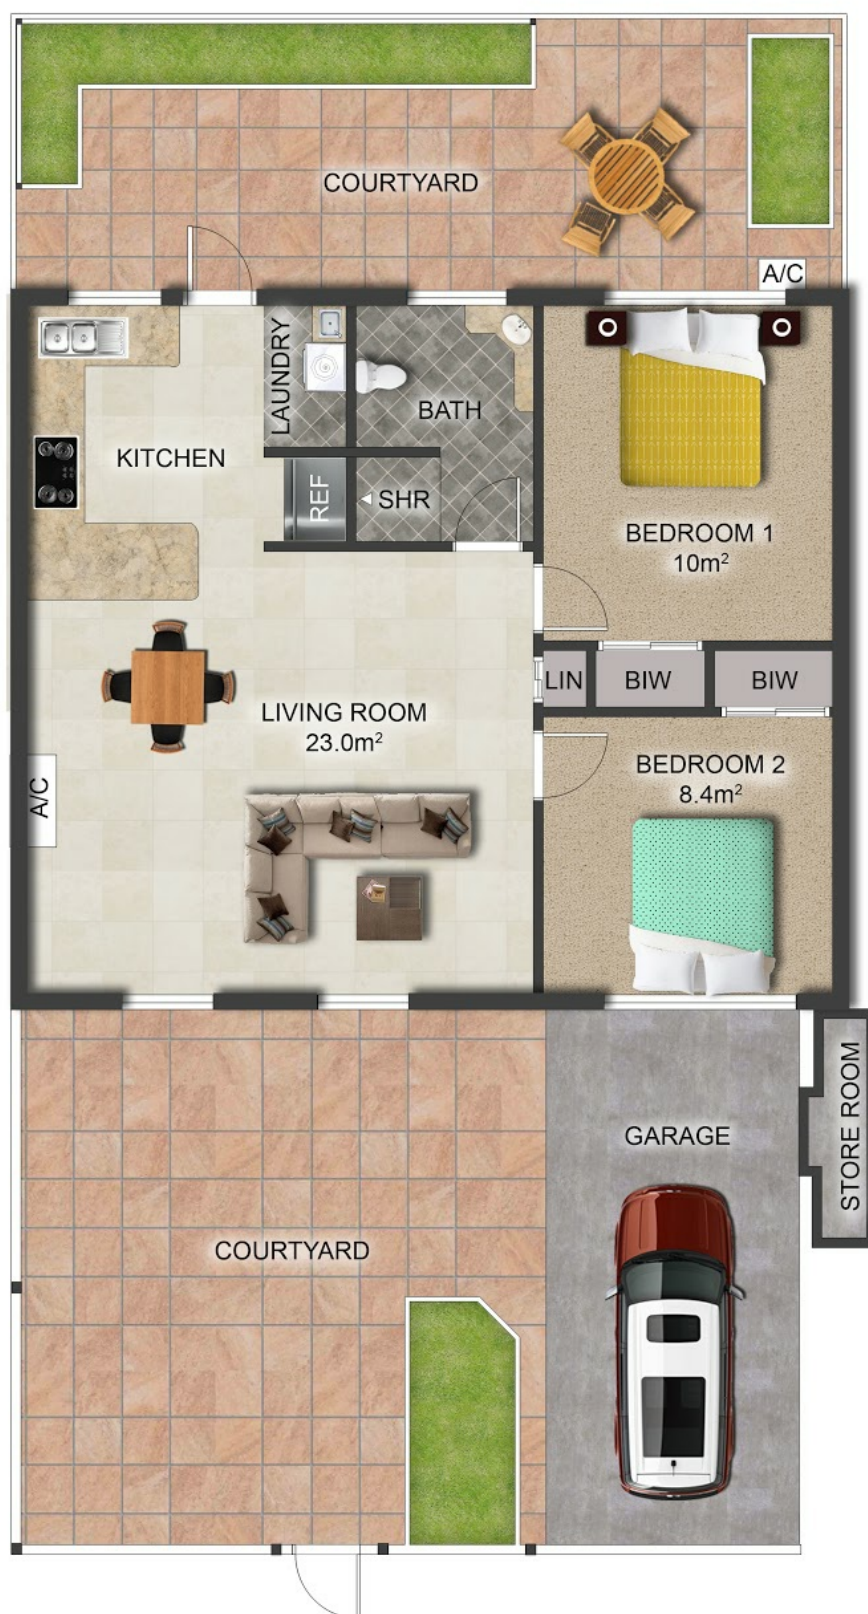 COURTYARD
A/C
LAUNDRY
BATH
KITCHEN
REF
SHR
BEDROOM 1
10m²
LIN
BIW
BIW
LIVING ROOM
23.0m²
BEDROOM 2
8.4m²
A/C
STORE ROOM
GARAGE
COURTYARD